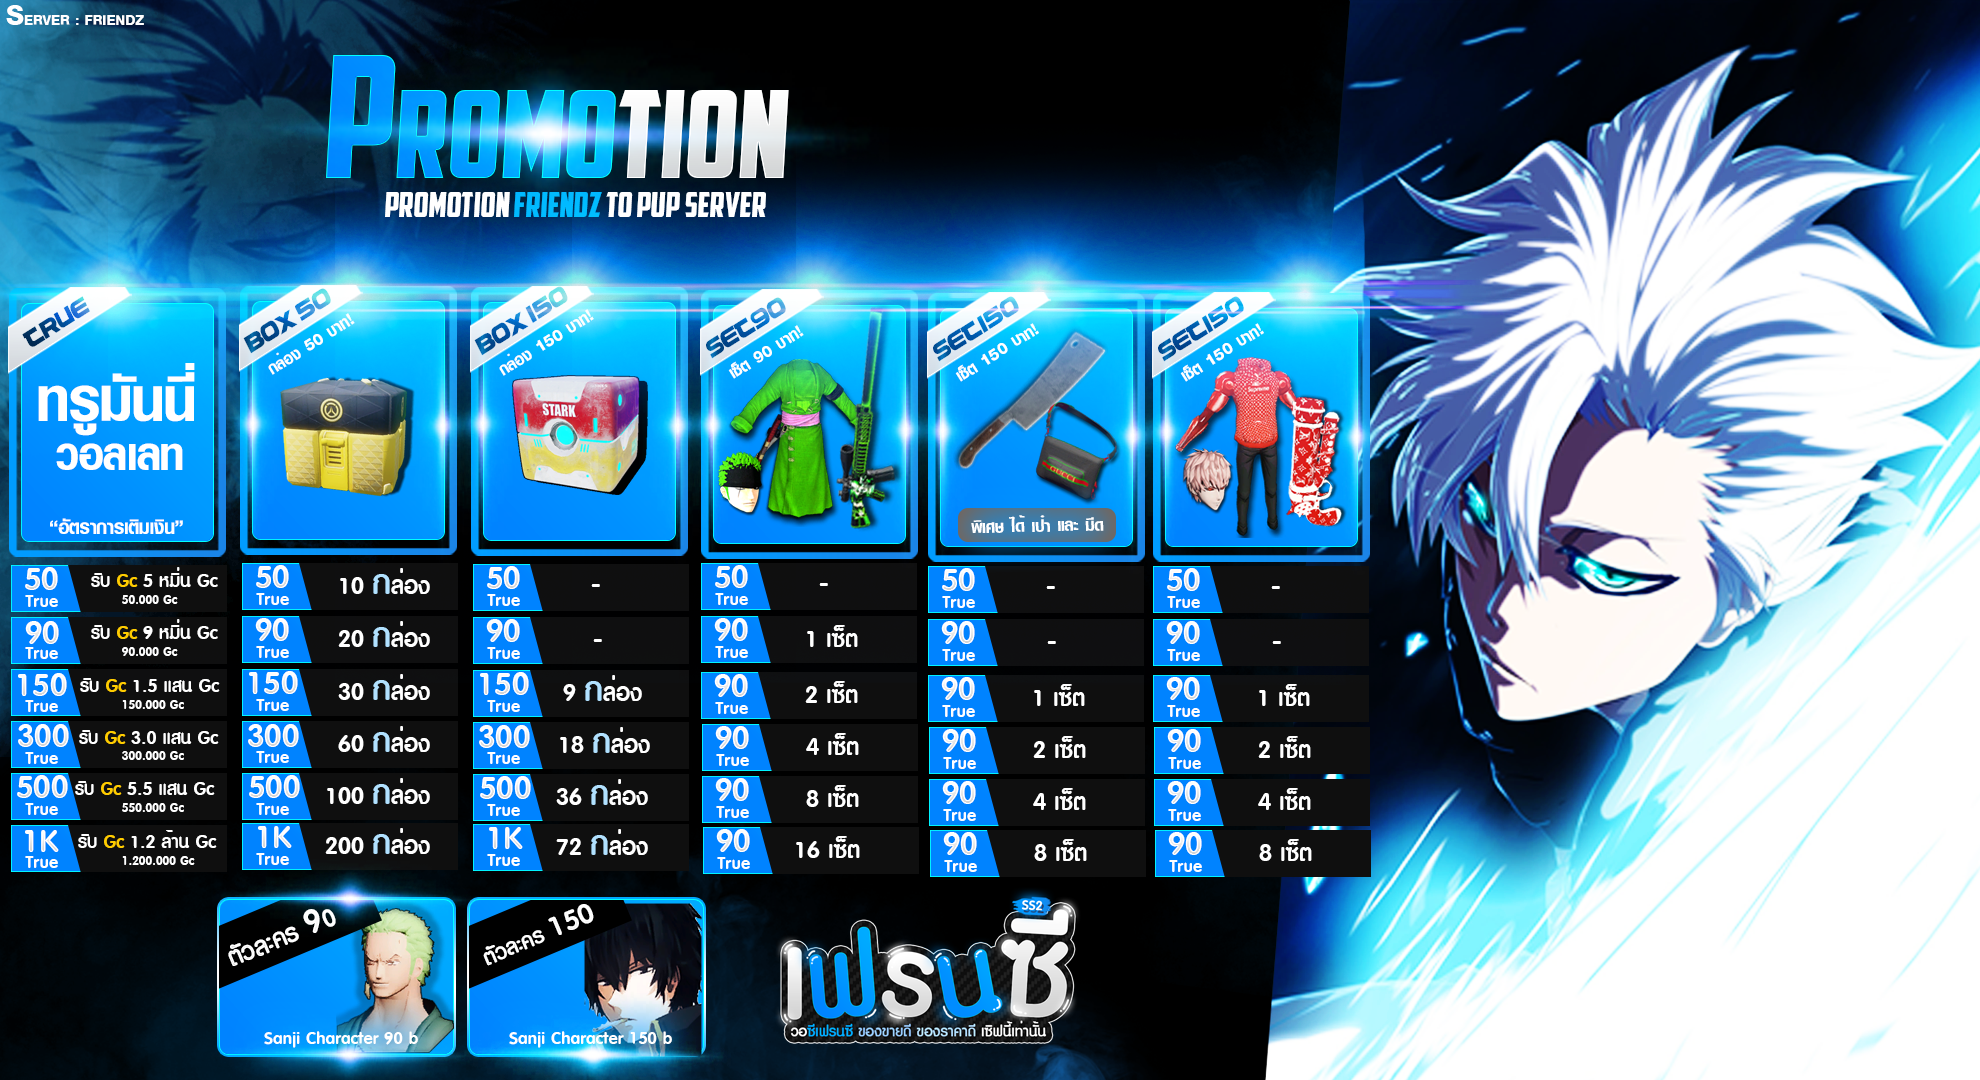 SERVER : FRIENDZ
PROMOTION
PROMOTION FRIENDZ TO PUP SERVER
TRUE
ทรูมันนี่
วอลเลท
“อัตราการเติมเงิน”
50 True รับ Gc 5 หมื่น Gc
50.000 Gc
90 True รับ Gc 9 หมื่น Gc
90.000 Gc
150 True รับ Gc 1.5 แสน Gc
150.000 Gc
300 True รับ Gc 3.0 แสน Gc
300.000 Gc
500 True รับ Gc 5.5 แสน Gc
550.000 Gc
1K True รับ Gc 1.2 ล้าน Gc
1.200.000 Gc
BOX 50
กล่อง 50 บาท!
50 True 10 กล่อง
90 True 20 กล่อง
150 True 30 กล่อง
300 True 60 กล่อง
500 True 100 กล่อง
1K True 200 กล่อง
BOX 150
กล่อง 150 บาท!
STARK
50 True -
90 True -
150 True 9 กล่อง
300 True 18 กล่อง
500 True 36 กล่อง
1K True 72 กล่อง
SET90
เซ็ต 90 บาท!
50 True -
90 True 1 เซ็ต
90 True 2 เซ็ต
90 True 4 เซ็ต
90 True 8 เซ็ต
90 True 16 เซ็ต
SET150
เซ็ต 150 บาท!
GUCCI
พิเศษ ได้ เป๋า และ มีด
50 True -
90 True -
90 True 1 เซ็ต
90 True 2 เซ็ต
90 True 4 เซ็ต
90 True 8 เซ็ต
SET150
เซ็ต 150 บาท!
Supreme
50 True -
90 True -
90 True 1 เซ็ต
90 True 2 เซ็ต
90 True 4 เซ็ต
90 True 8 เซ็ต
ตัวละคร 90
Sanji Character 90 b
ตัวละคร 150
Sanji Character 150 b
SS2
เฟรนซี่
วอซีเฟรนซี ของขายดี ของราคาดี เซิฟนี้เท่านั้น